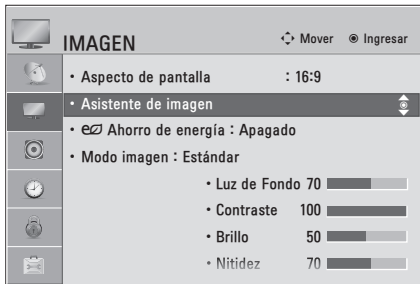 IMAGEN Mover Ingresar
• Aspecto de pantalla : 16:9
• Asistente de imagen
• Ahorro de energía : Apagado
• Modo imagen : Estándar
• Luz de Fondo 70
• Contraste 100
• Brillo 50
• Nitidez 70